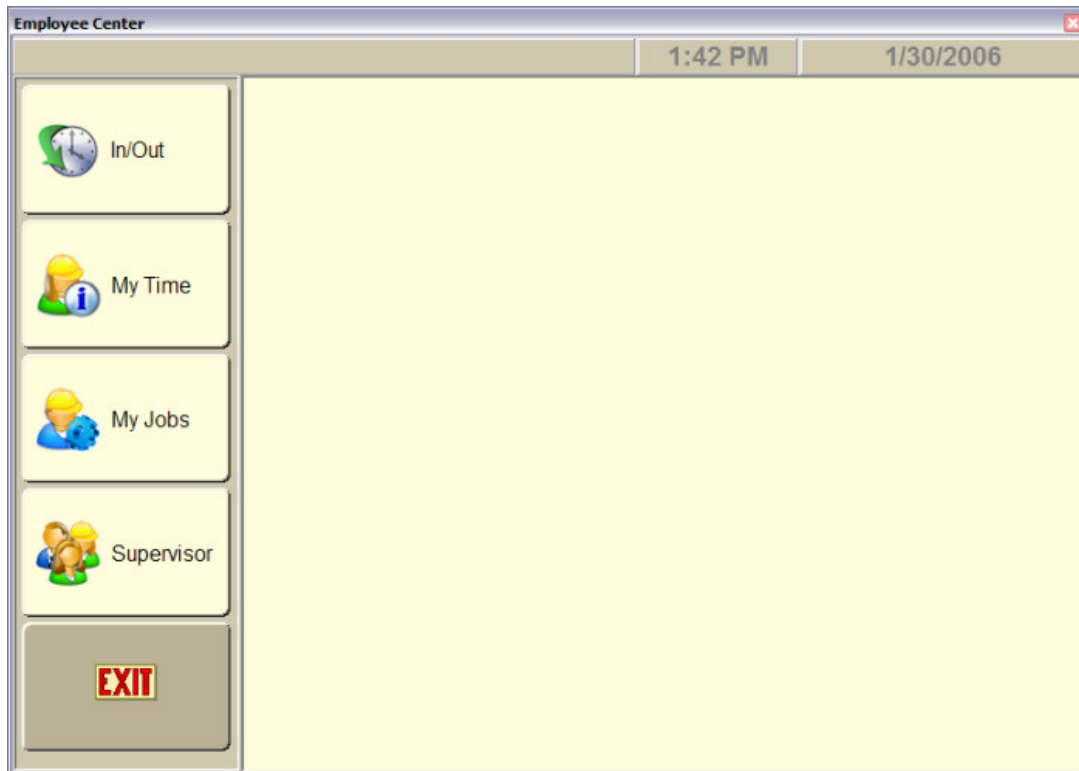 Employee Center
1:42 PM 1/30/2006
In/Out
My Time
My Jobs
Supervisor
EXIT